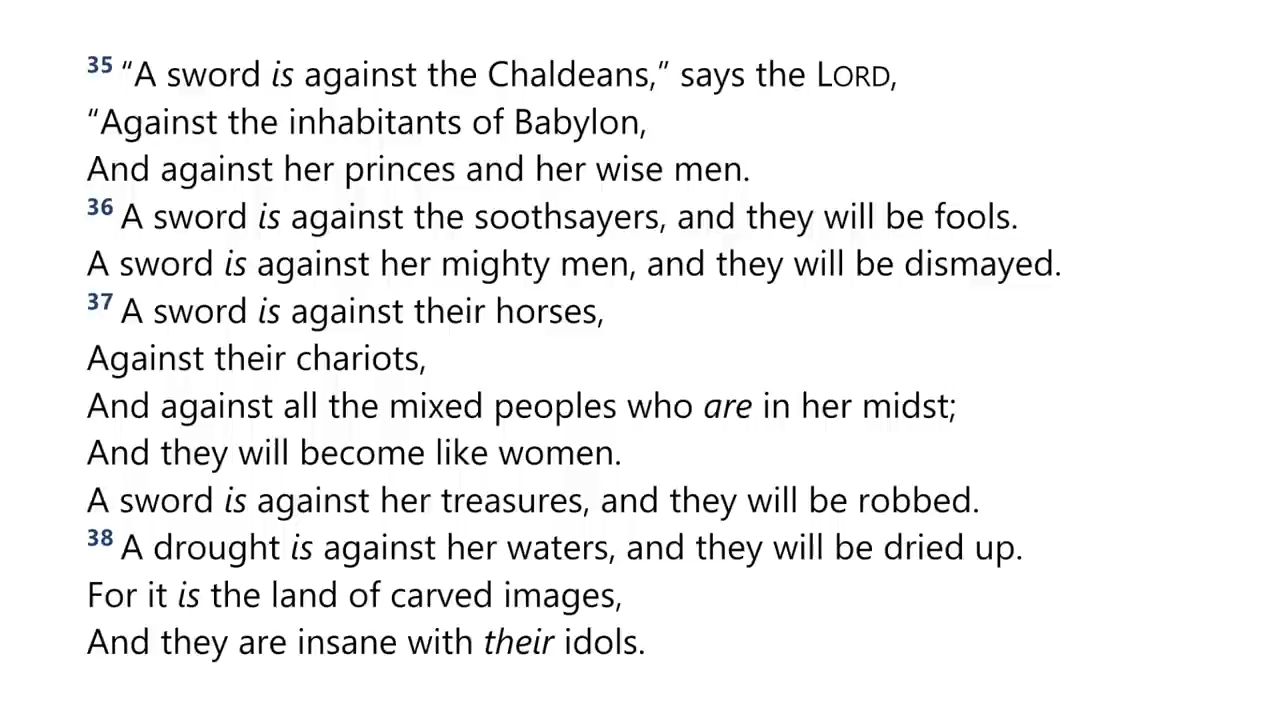 35 “A sword is against the Chaldeans,” says the LORD,
“Against the inhabitants of Babylon,
And against her princes and her wise men.
36 A sword is against the soothsayers, and they will be fools.
A sword is against her mighty men, and they will be dismayed.
37 A sword is against their horses,
Against their chariots,
And against all the mixed peoples who are in her midst;
And they will become like women.
A sword is against her treasures, and they will be robbed.
38 A drought is against her waters, and they will be dried up.
For it is the land of carved images,
And they are insane with their idols.